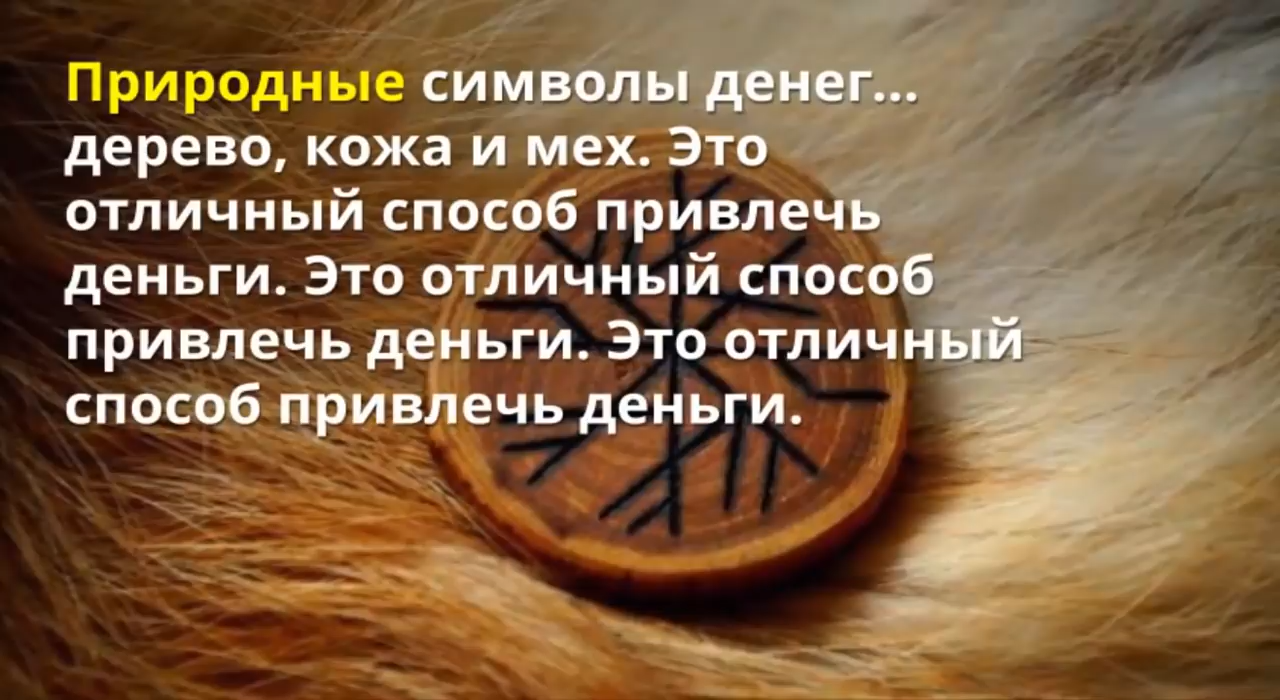 Природные символы денег...
дерево, кожа и мех. Это
отличный способ привлечь
деньги. Это отличный способ
привлечь деньги. Это отличный
способ привлечь деньги.